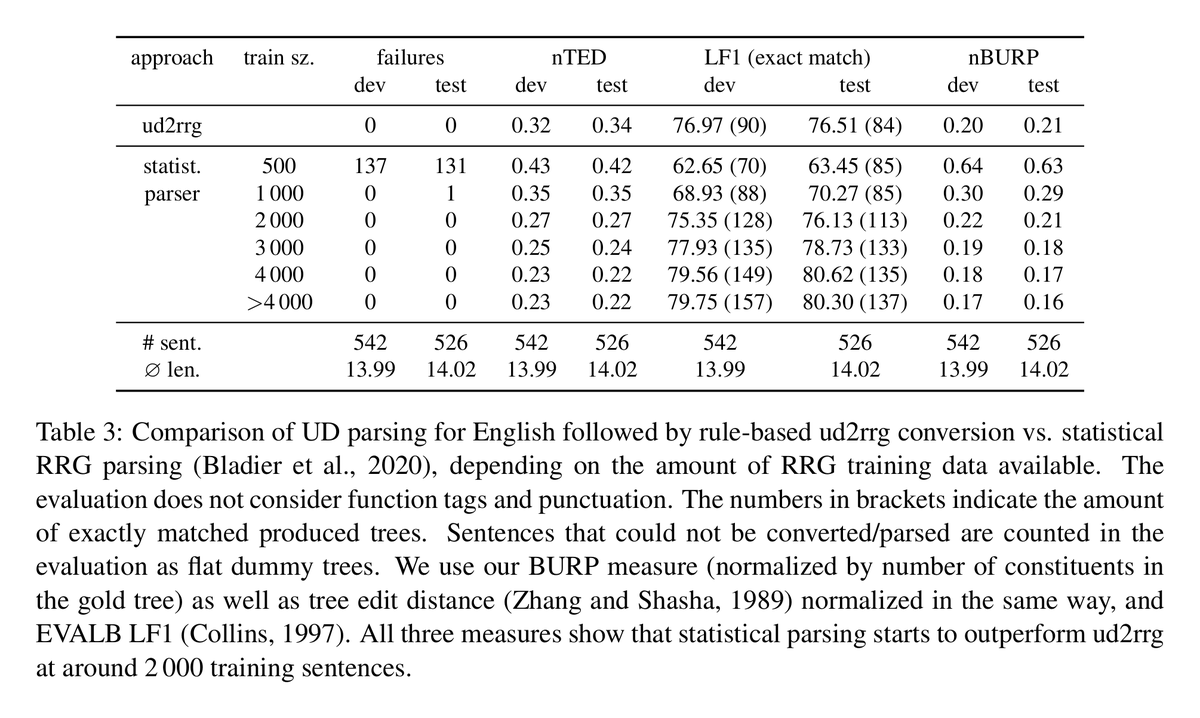 approach train sz. failures nTED LF1 (exact match) nBURP
dev test dev test dev test dev test
ud2rrg 0 0 0.32 0.34 76.97 (90) 76.51 (84) 0.20 0.21
statist. 500 137 131 0.43 0.42 62.65 (70) 63.45 (85) 0.64 0.63
parser 1 000 0 1 0.35 0.35 68.93 (88) 70.27 (85) 0.30 0.29
2 000 0 0 0.27 0.27 75.35 (128) 76.13 (113) 0.22 0.21
3 000 0 0 0.25 0.24 77.93 (135) 78.73 (133) 0.19 0.18
4 000 0 0 0.23 0.22 79.56 (149) 80.62 (135) 0.18 0.17
>4 000 0 0 0.23 0.22 79.75 (157) 80.30 (137) 0.17 0.16
# sent. 542 526 542 526 542 526 542 526
∅ len. 13.99 14.02 13.99 14.02 13.99 14.02 13.99 14.02
Table 3: Comparison of UD parsing for English followed by rule-based ud2rrg conversion vs. statistical
RRG parsing (Bladier et al., 2020), depending on the amount of RRG training data available. The
evaluation does not consider function tags and punctuation. The numbers in brackets indicate the amount
of exactly matched produced trees. Sentences that could not be converted/parsed are counted in the
evaluation as flat dummy trees. We use our BURP measure (normalized by number of constituents in
the gold tree) as well as tree edit distance (Zhang and Shasha, 1989) normalized in the same way, and
EVALB LF1 (Collins, 1997). All three measures show that statistical parsing starts to outperform ud2rrg
at around 2 000 training sentences.